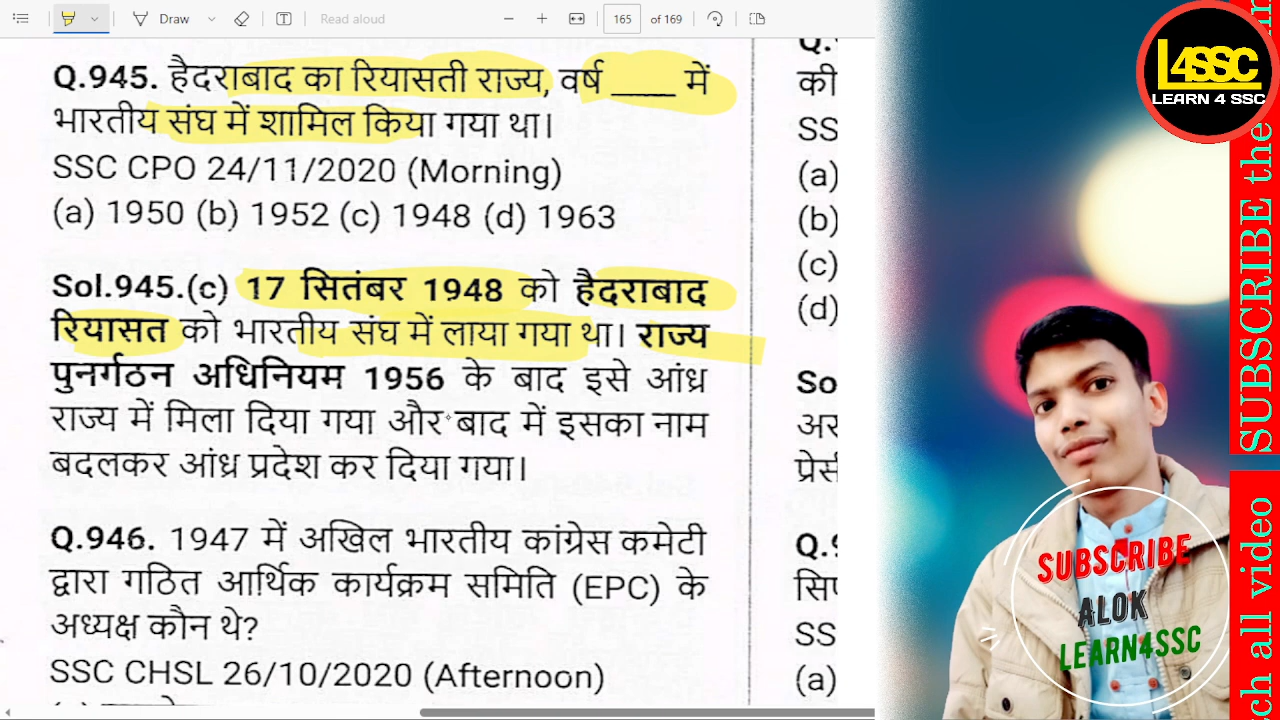 Draw
Read aloud
165 of 169
Q.945. हैदराबाद का रियासती राज्य, वर्ष ____ में
भारतीय संघ में शामिल किया गया था।
SSC CPO 24/11/2020 (Morning)
(a) 1950 (b) 1952 (c) 1948 (d) 1963
Sol.945.(c) 17 सितंबर 1948 को हैदराबाद
रियासत को भारतीय संघ में लाया गया था। राज्य
पुनर्गठन अधिनियम 1956 के बाद इसे आंध्र
राज्य में मिला दिया गया और बाद में इसका नाम
बदलकर आंध्र प्रदेश कर दिया गया।
Q.946. 1947 में अखिल भारतीय कांग्रेस कमेटी
द्वारा गठित आर्थिक कार्यक्रम समिति (EPC) के
अध्यक्ष कौन थे?
SSC CHSL 26/10/2020 (Afternoon)
की
SS
(a)
(b)
(c)
(d)
So
प्रेसी
SS
(a)
L4SSC
LEARN 4 SSC
SUBSCRIBE
ALOK
LEARN4SSC
SUBSCRIBE the
all video